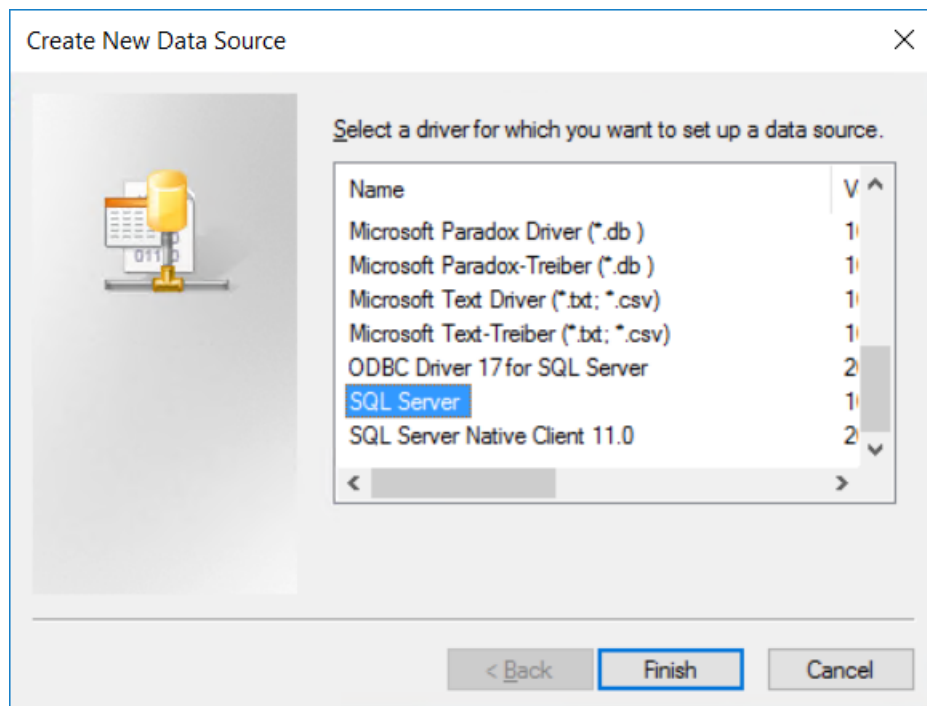 Create New Data Source
Select a driver for which you want to set up a data source.
Name
Microsoft Paradox Driver (*.db )
Microsoft Paradox-Treiber (*.db )
Microsoft Text Driver (*.txt; *.csv)
Microsoft Text-Treiber (*.txt; *.csv)
ODBC Driver 17 for SQL Server
SQL Server
SQL Server Native Client 11.0
011
< Back Finish Cancel